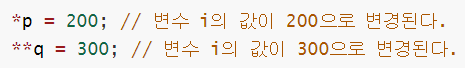 *p = 200; // 변수 i의 값이 200으로 변경된다.
**q = 300; // 변수 i의 값이 300으로 변경된다.